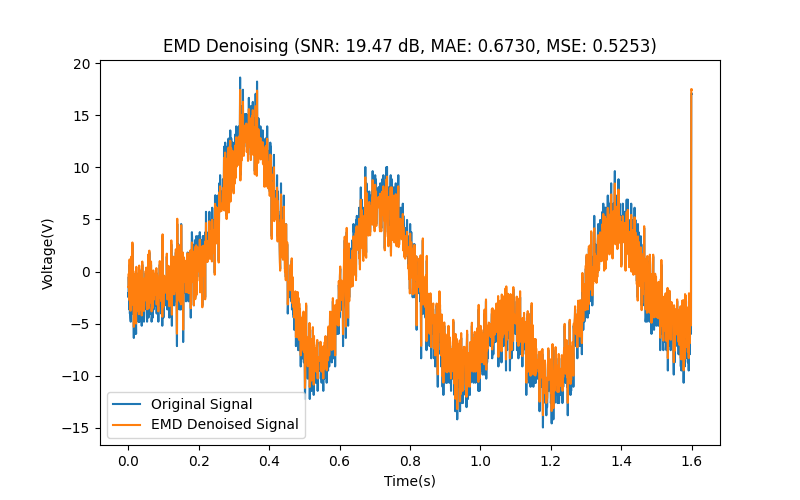 EMD Denoising (SNR: 19.47 dB, MAE: 0.6730, MSE: 0.5253)
20
15
10
5
0
−5
−10
−15
Voltage(V)
Original Signal
EMD Denoised Signal
0.0 0.2 0.4 0.6 0.8 1.0 1.2 1.4 1.6
Time(s)